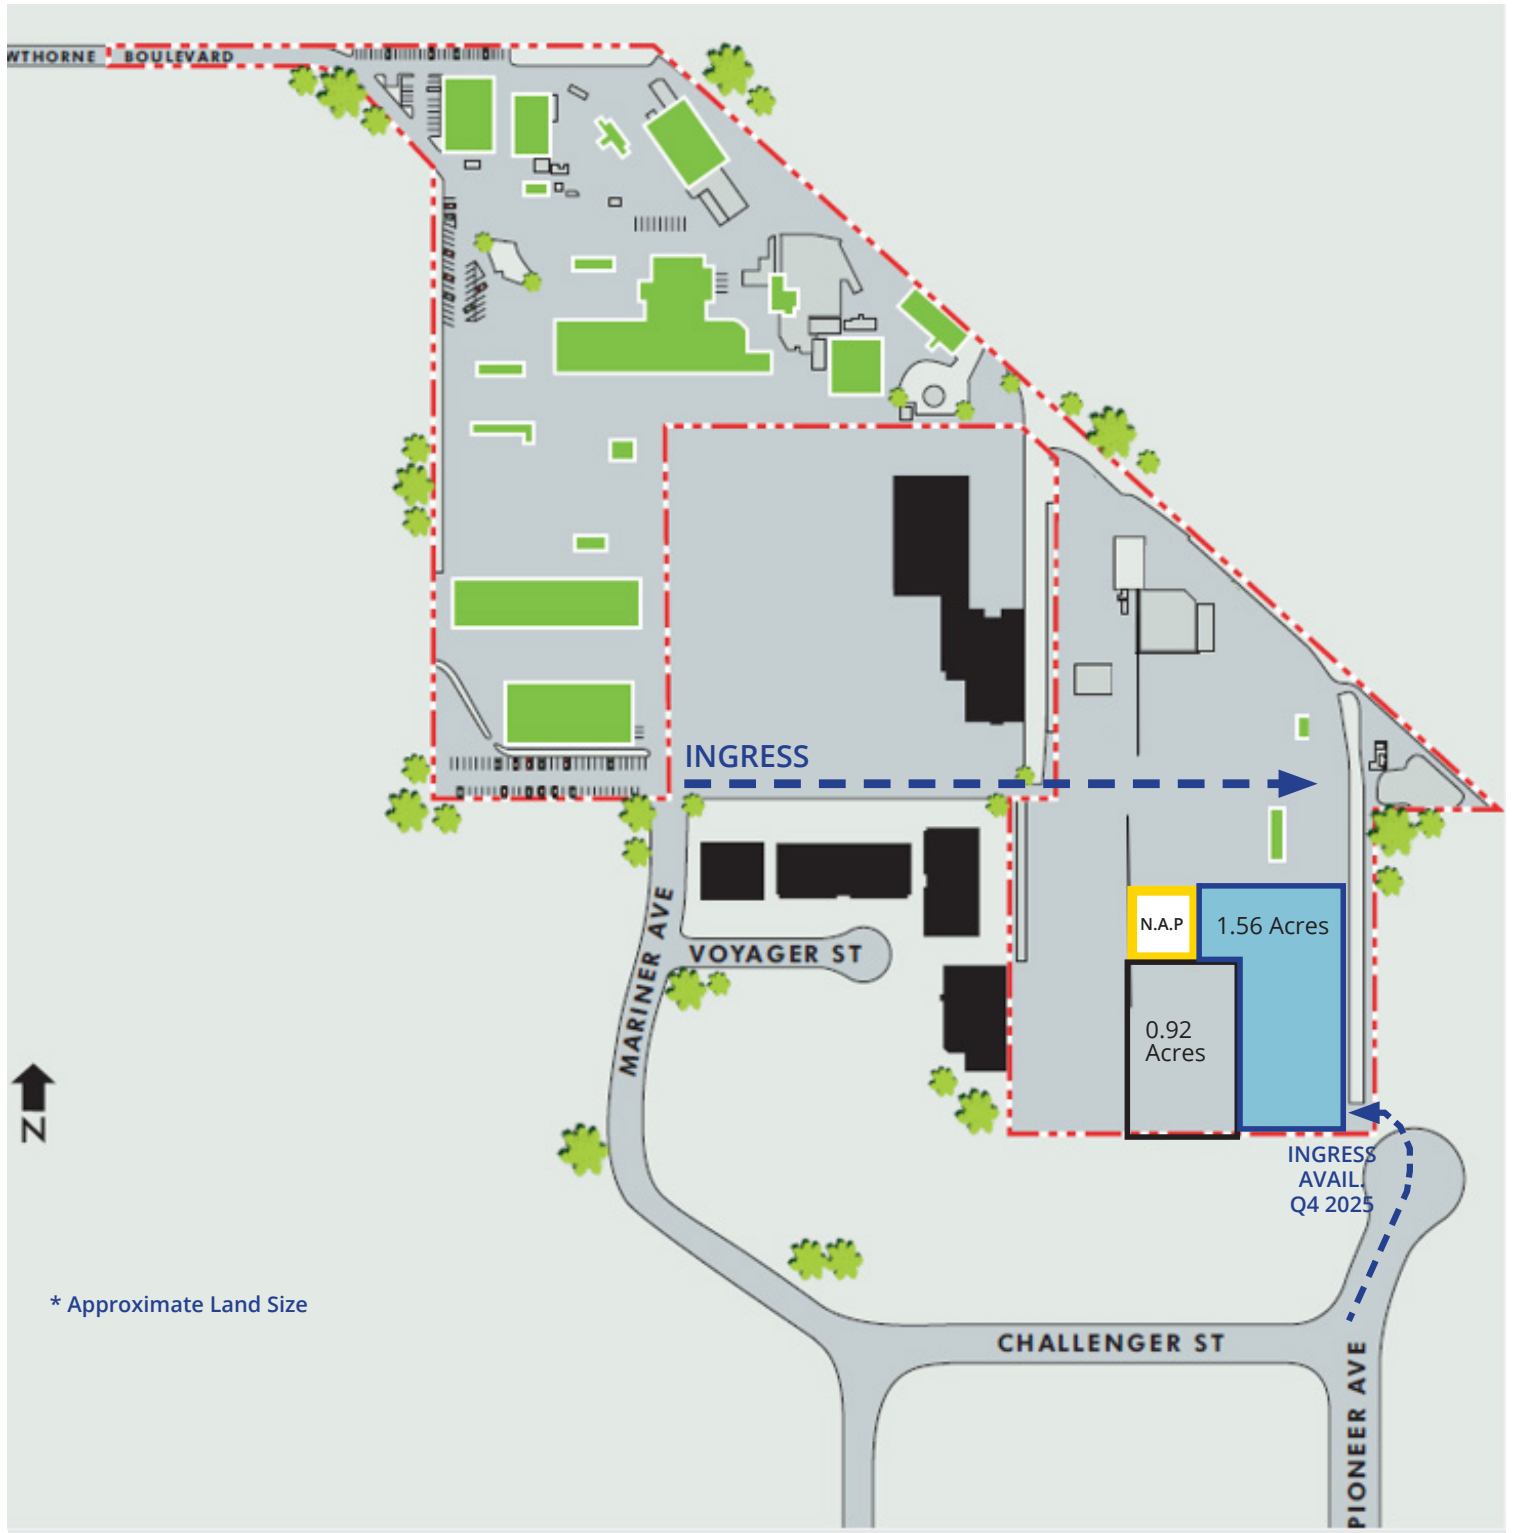 WTHORNE BOULEVARD
INGRESS
MARINER AVE
VOYAGER ST
N.A.P
1.56 Acres
0.92
Acres
N
INGRESS
AVAIL.
Q4 2025
* Approximate Land Size
CHALLENGER ST
PIONEER AVE